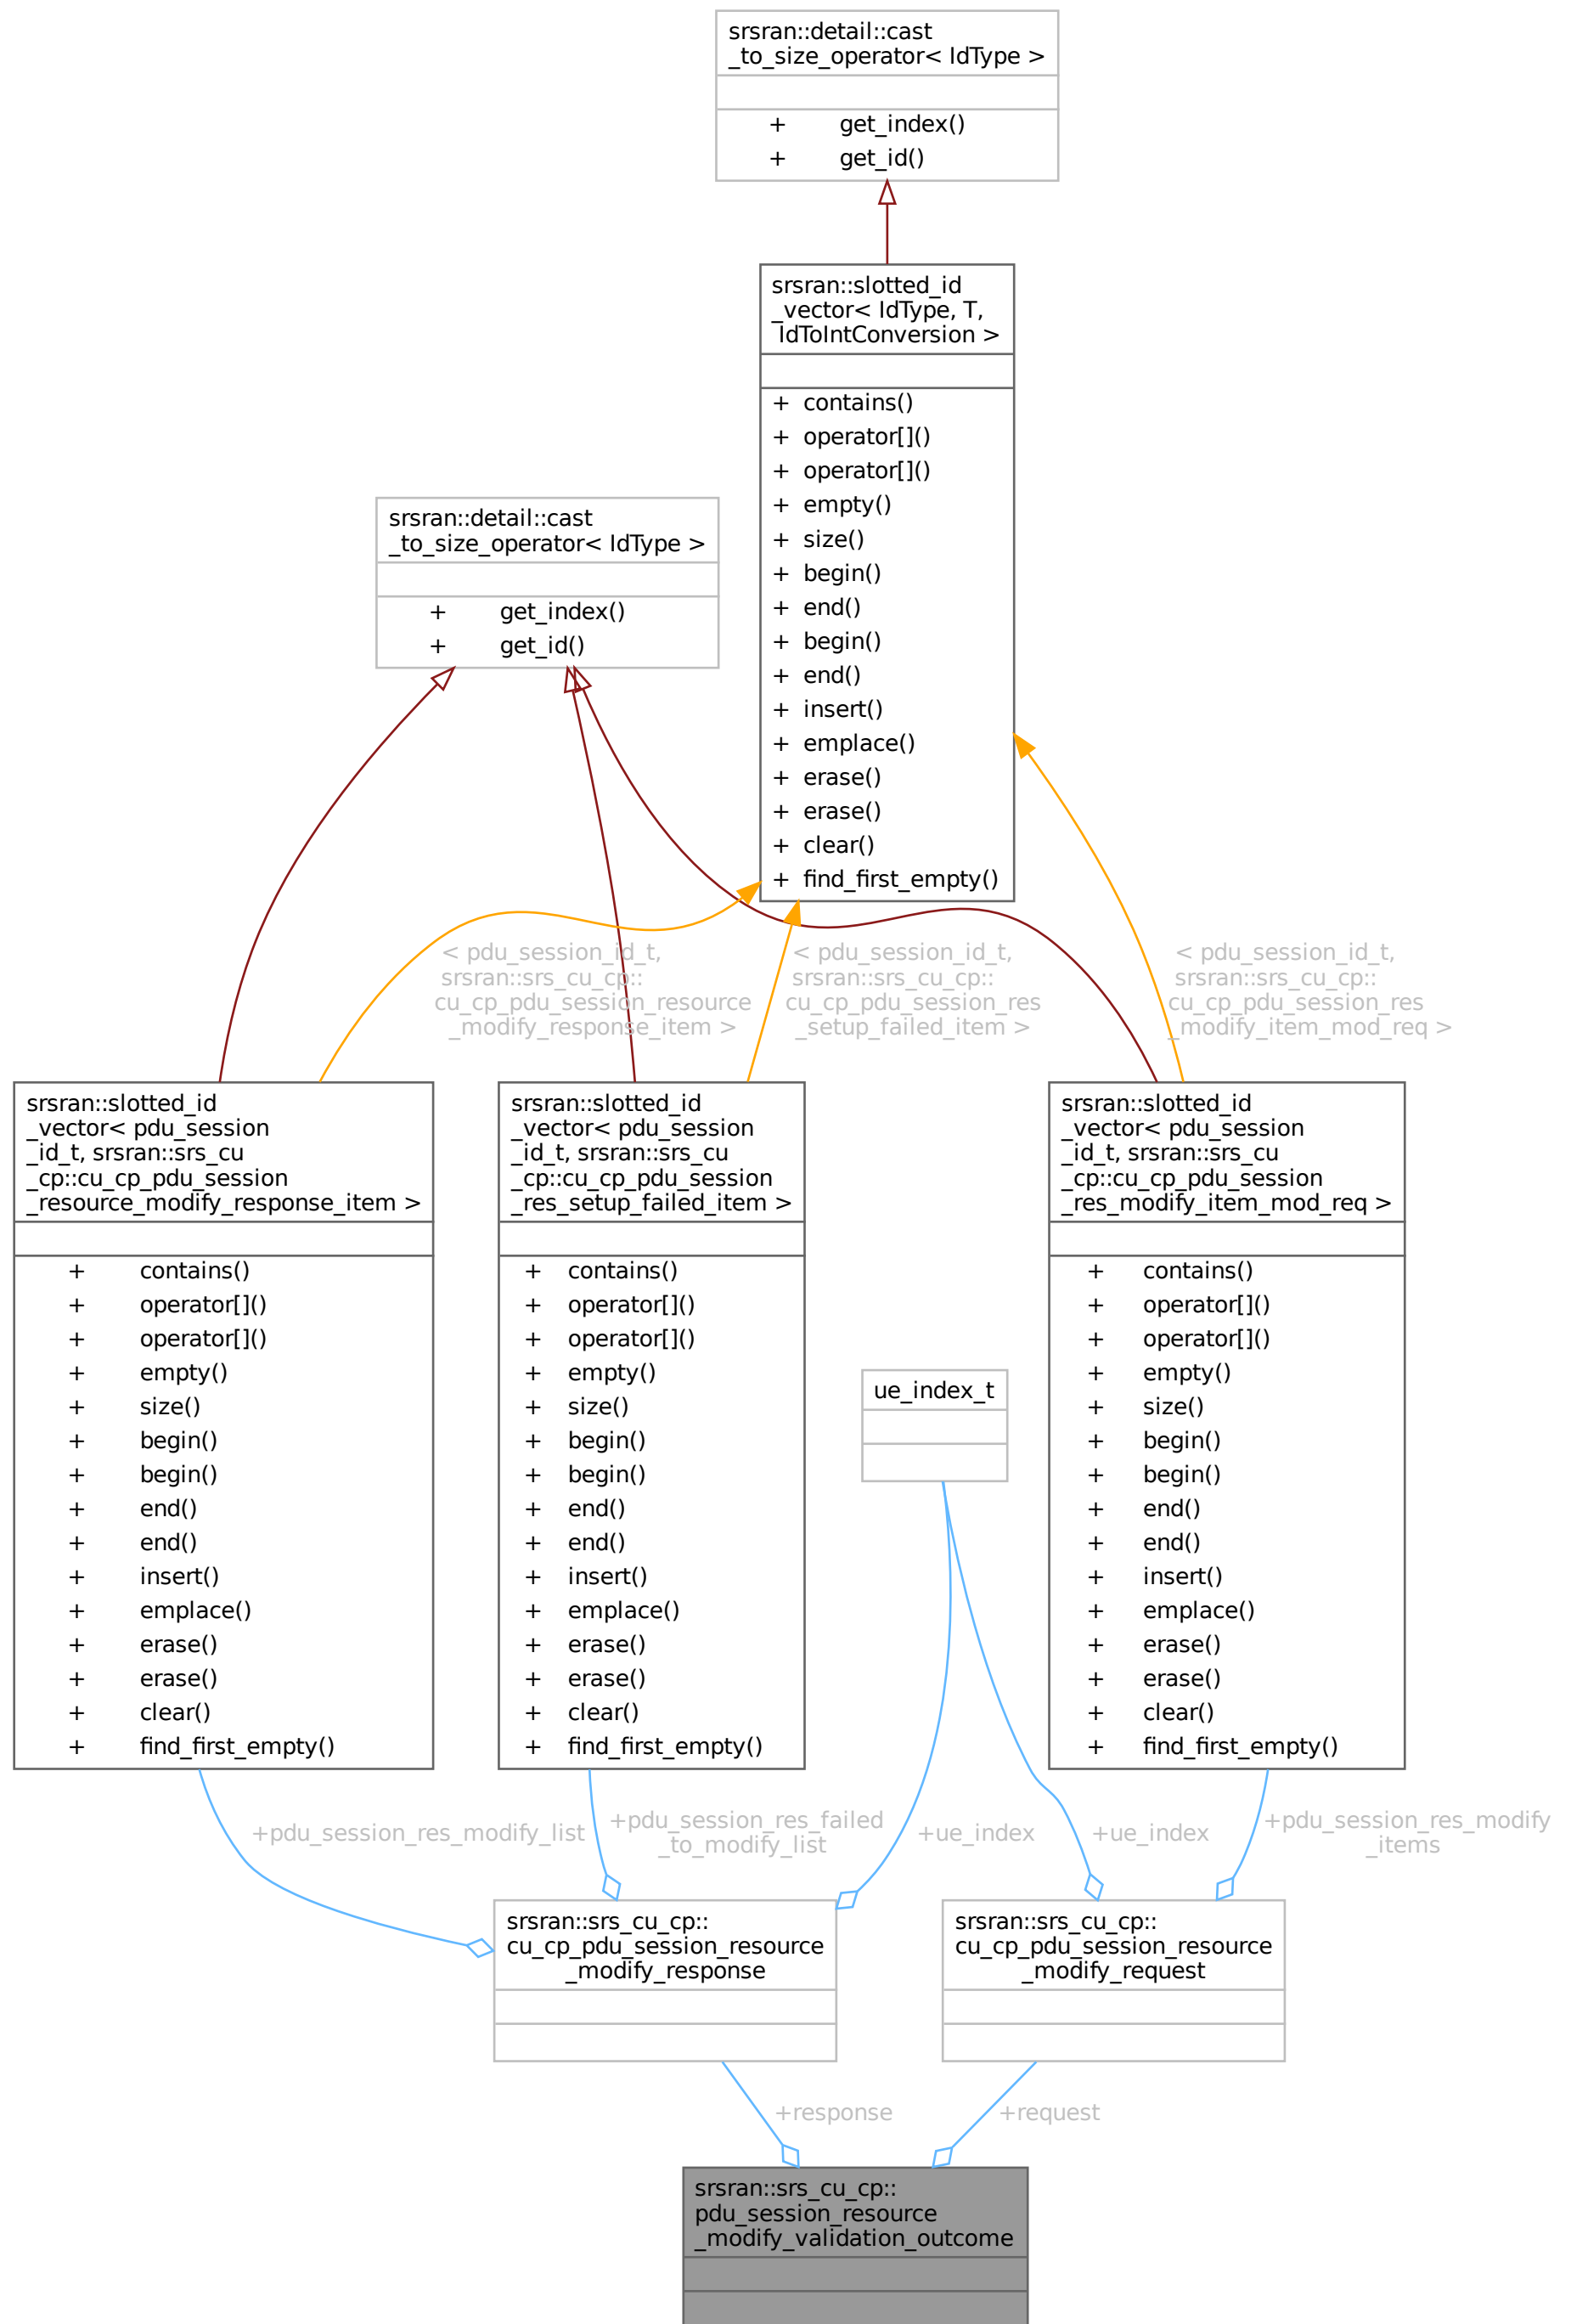 srsran::detail::cast
_to_size_operator< IdType >
+ get_index()
+ get_id()
srsran::slotted_id
_vector< IdType, T,
IdToIntConversion >
+ contains()
+ operator[]()
+ operator[]()
+ empty()
+ size()
+ begin()
+ end()
+ begin()
+ end()
+ insert()
+ emplace()
+ erase()
+ erase()
+ clear()
+ find_first_empty()
srsran::detail::cast
_to_size_operator< IdType >
+ get_index()
+ get_id()
< pdu_session_id_t,
srsran::srs_cu_cp::
cu_cp_pdu_session_resource
_modify_response_item >
< pdu_session_id_t,
srsran::srs_cu_cp::
cu_cp_pdu_session_res
_setup_failed_item >
< pdu_session_id_t,
srsran::srs_cu_cp::
cu_cp_pdu_session_res
_modify_item_mod_req >
srsran::slotted_id
_vector< pdu_session
_id_t, srsran::srs_cu
_cp::cu_cp_pdu_session
_resource_modify_response_item >
+ contains()
+ operator[]()
+ operator[]()
+ empty()
+ size()
+ begin()
+ begin()
+ end()
+ end()
+ insert()
+ emplace()
+ erase()
+ erase()
+ clear()
+ find_first_empty()
srsran::slotted_id
_vector< pdu_session
_id_t, srsran::srs_cu
_cp::cu_cp_pdu_session
_res_setup_failed_item >
+ contains()
+ operator[]()
+ operator[]()
+ empty()
+ size()
+ begin()
+ begin()
+ end()
+ end()
+ insert()
+ emplace()
+ erase()
+ erase()
+ clear()
+ find_first_empty()
ue_index_t
srsran::slotted_id
_vector< pdu_session
_id_t, srsran::srs_cu
_cp::cu_cp_pdu_session
_res_modify_item_mod_req >
+ contains()
+ operator[]()
+ operator[]()
+ empty()
+ size()
+ begin()
+ begin()
+ end()
+ end()
+ insert()
+ emplace()
+ erase()
+ erase()
+ clear()
+ find_first_empty()
+pdu_session_res_modify_list
+pdu_session_res_failed
_to_modify_list
+ue_index
+ue_index
+pdu_session_res_modify
_items
srsran::srs_cu_cp::
cu_cp_pdu_session_resource
_modify_response
srsran::srs_cu_cp::
cu_cp_pdu_session_resource
_modify_request
+response
+request
srsran::srs_cu_cp::
pdu_session_resource
_modify_validation_outcome